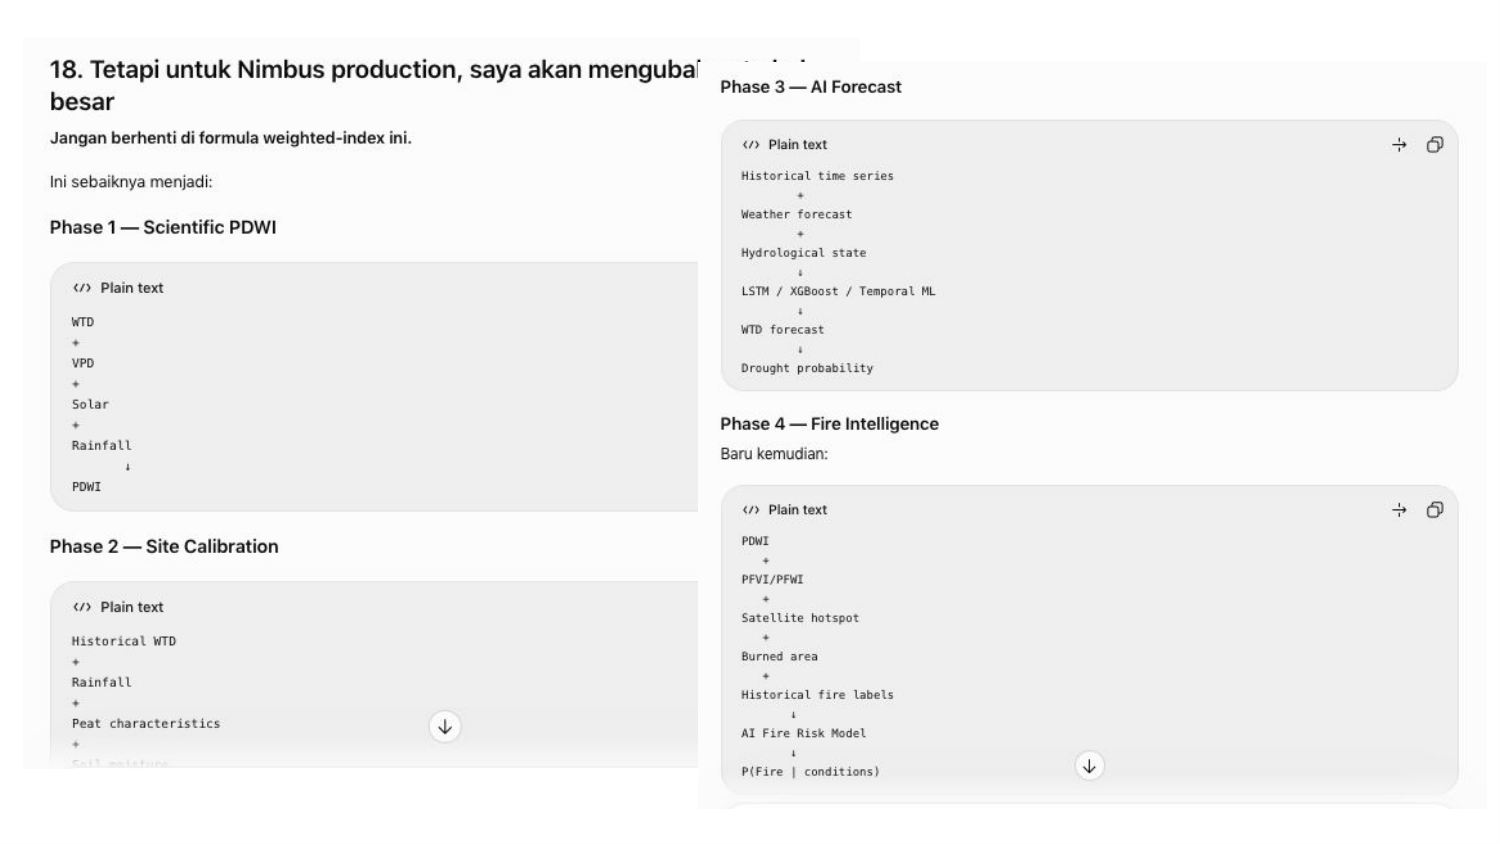 18. Tetapi untuk Nimbus production, saya akan
besar
Jangan berhenti di formula weighted-index ini.
Ini sebaiknya menjadi:
Phase 1 — Scientific PDWI
</> Plain text
WTD
+
VPD
+
Solar
+
Rainfall
↓
PDWI
Phase 2 — Site Calibration
</> Plain text
Historical WTD
+
Rainfall
+
Peat characteristics
+
Soil moisture
Phase 3 — AI Forecast
</> Plain text
Historical time series
+
Weather forecast
+
Hydrological state
↓
LSTM / XGBoost / Temporal ML
↓
WTD forecast
↓
Drought probability
Phase 4 — Fire Intelligence
Baru kemudian:
</> Plain text
PDWI
+
PFVI/PFWI
+
Satellite hotspot
+
Burned area
+
Historical fire labels
↓
AI Fire Risk Model
↓
P(Fire | conditions)